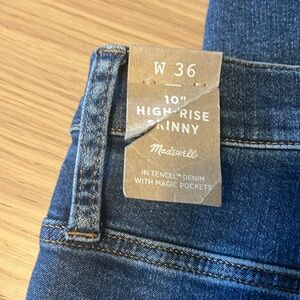 W 36
10"
HIGH-RISE
SKINNY
Madewell
IN TENCEL™ DENIM
WITH MAGIC POCKETS